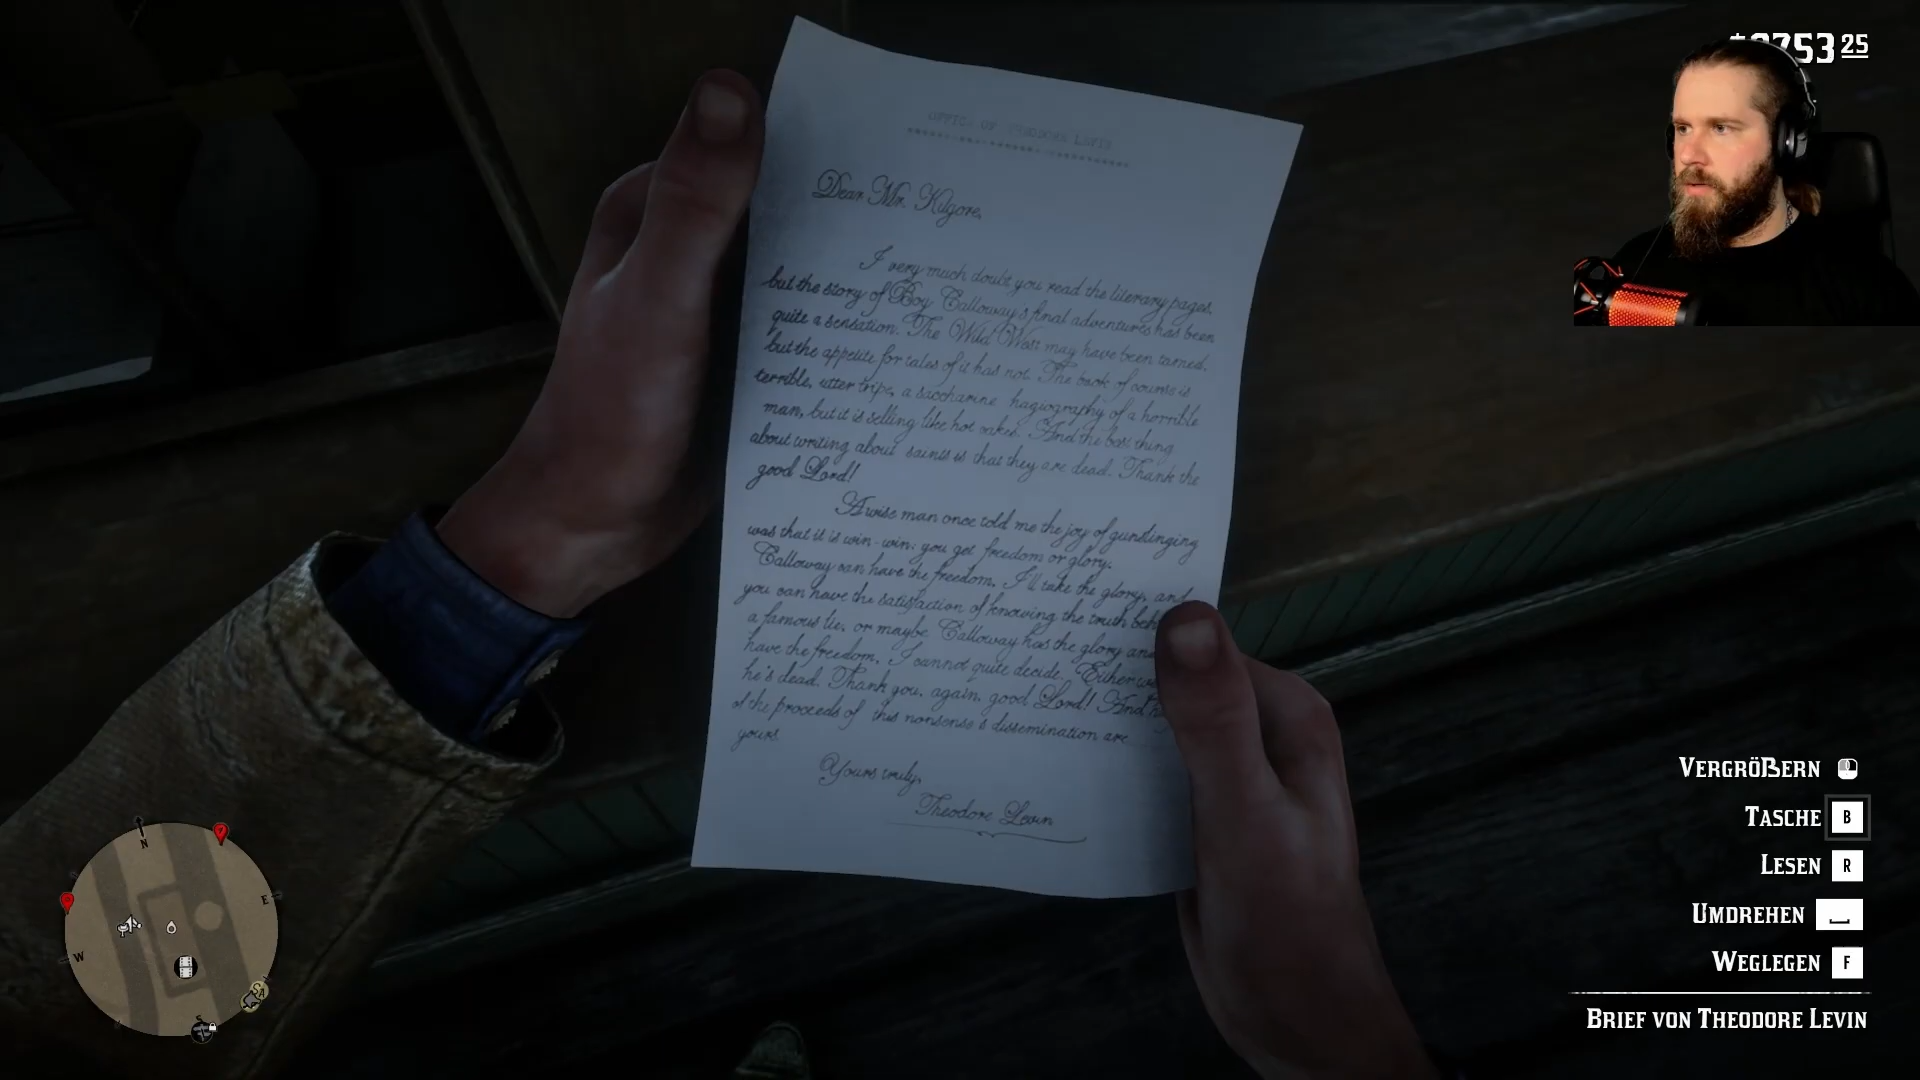 753 25
OFFICE OF THEODORE LEVIN
Dear Mr. Kilgore,
I very much doubt you read the literary pages,
but the story of Boy Calloway's final adventures has been
quite a sensation. The Wild West may have been tamed,
but the appetite for tales of it has not. The book of course is
terrible, utter tripe, a saccharine hagiography of a horrible
man, but it is selling like hot cakes. And the best thing
about writing about saints is that they are dead. Thank the
good Lord!
A wise man once told me the joy of gunslinging
was that it is win-win: you get freedom or glory.
Calloway can have the freedom, I'll take the glory, and
you can have the satisfaction of knowing the truth
a famous lie, or maybe Calloway has the glory and
have the freedom, I cannot quite decide. Either
he's dead. Thank you, again, good Lord! And
of the proceeds of this nonsense's dissemination are
yours.
Yours truly,
Theodore Levin
N
E
S
W
VERGRÖßERN
TASCHE B
LESEN R
UMDREHEN
WEGLEGEN F
BRIEF VON THEODORE LEVIN